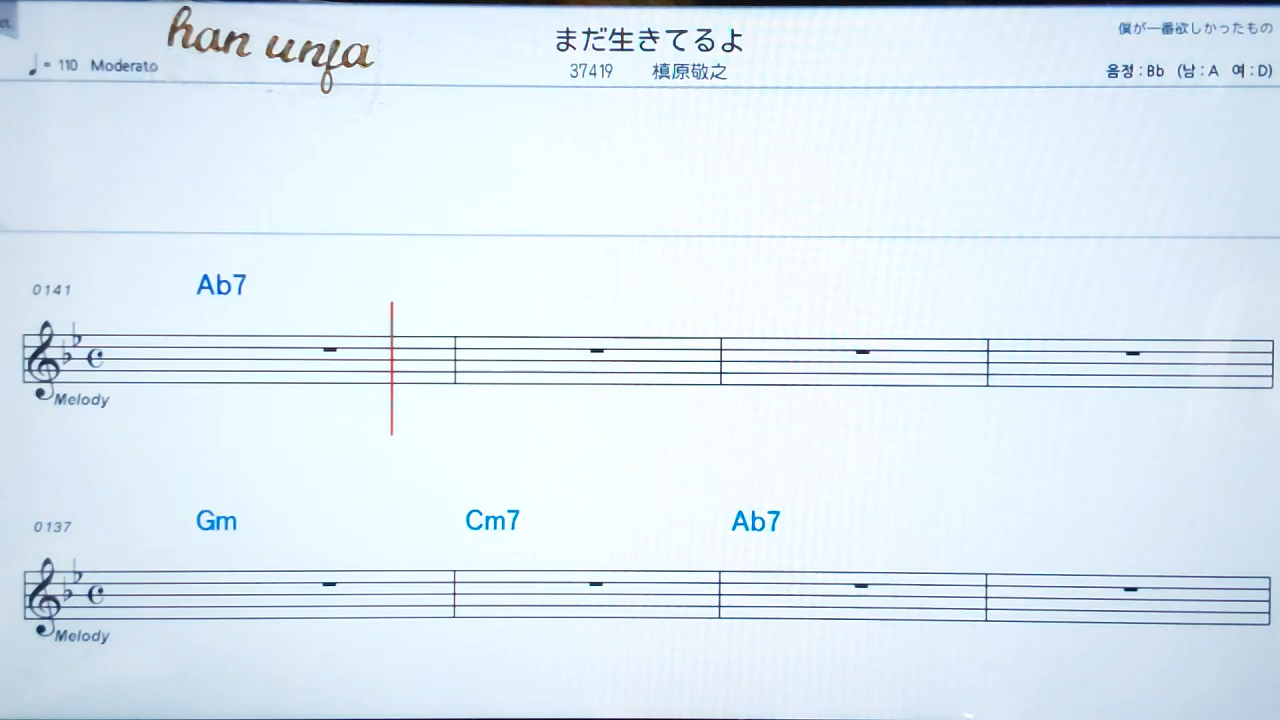 han unfa
まだ生きてるよ
僕が一番欲しかったもの
♩= 110 Moderato
37419 槇原敬之
음정 : Bb (남 : A 여 : D)
0141 Ab7
Melody
0137 Gm Cm7 Ab7
Melody